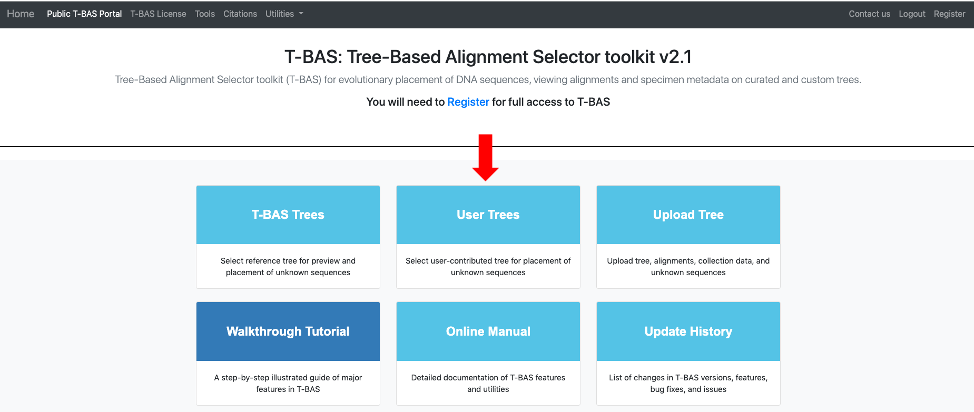 Home Public T-BAS Portal T-BAS License Tools Citations Utilities Contact us Logout Register
T-BAS: Tree-Based Alignment Selector toolkit v2.1
Tree-Based Alignment Selector toolkit (T-BAS) for evolutionary placement of DNA sequences, viewing alignments and specimen metadata on curated and custom trees.
You will need to Register for full access to T-BAS
T-BAS Trees
Select reference tree for preview and
placement of unknown sequences
User Trees
Select user-contributed tree for placement of
unknown sequences
Upload Tree
Upload tree, alignments, collection data, and
unknown sequences
Walkthrough Tutorial
A step-by-step illustrated guide of major
features in T-BAS
Online Manual
Detailed documentation of T-BAS features
and utilities
Update History
List of changes in T-BAS versions, features,
bug fixes, and issues